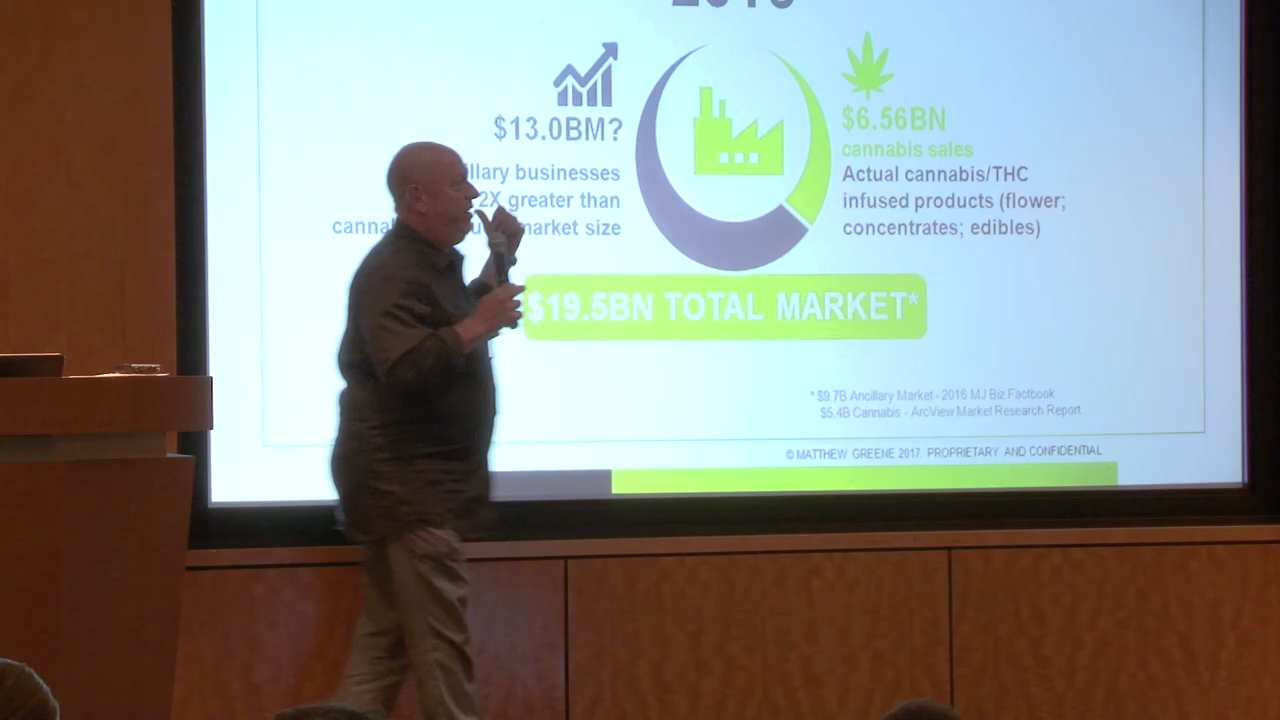 $13.0BM?
illary businesses
2X greater than
market size
$6.56BN
cannabis sales
Actual cannabis/THC
infused products (flower;
concentrates; edibles)
$19.5BN TOTAL MARKET*
* $9.7B Ancillary Market - 2016 MJ Biz Factbook
$5.4B Cannabis - ArcView Market Research Report
© MATTHEW GREENE 2017. PROPRIETARY AND CONFIDENTIAL